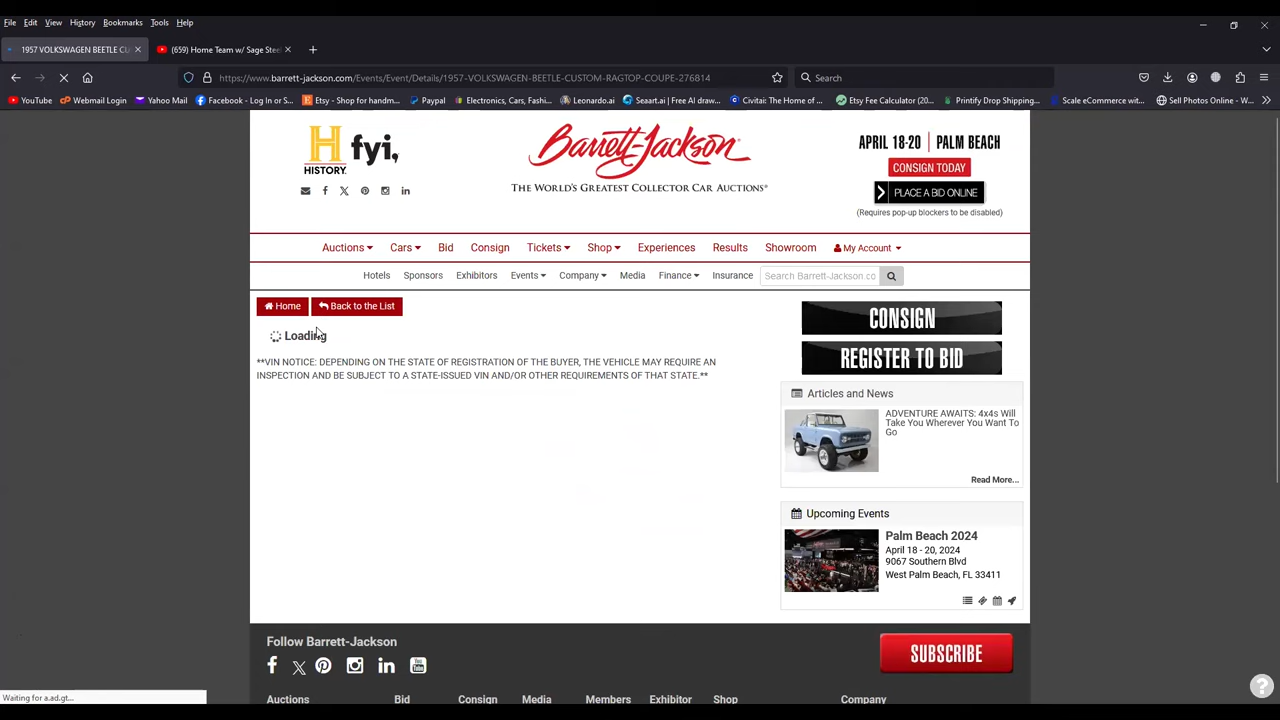 File Edit View History Bookmarks Tools Help
1957 VOLKSWAGEN BEETLE CU
(659) Home Team w/ Sage Stee
https://www.barrett-jackson.com/Events/Event/Details/1957-VOLKSWAGEN-BEETLE-CUSTOM-RAGTOP-COUPE-276814
Search
YouTube Webmail Login Yahoo Mail Facebook - Log In or S... Etsy - Shop for handm... Paypal Electronics, Cars, Fashi... Leonardo.ai Seaart.ai | Free AI draw... Civitai: The Home of ... Etsy Fee Calculator (20... Printify Drop Shipping... Scale eCommerce wit... Sell Photos Online - W...
H HISTORY. fyi,
Barrett-Jackson
THE WORLD'S GREATEST COLLECTOR CAR AUCTIONS®
APRIL 18-20 | PALM BEACH
CONSIGN TODAY
PLACE A BID ONLINE
(Requires pop-up blockers to be disabled)
Auctions Cars Bid Consign Tickets Shop Experiences Results Showroom My Account
Hotels Sponsors Exhibitors Events Company Media Finance Insurance Search Barrett-Jackson.co
Home Back to the List
Loading
**VIN NOTICE: DEPENDING ON THE STATE OF REGISTRATION OF THE BUYER, THE VEHICLE MAY REQUIRE AN
INSPECTION AND BE SUBJECT TO A STATE-ISSUED VIN AND/OR OTHER REQUIREMENTS OF THAT STATE.**
CONSIGN
REGISTER TO BID
Articles and News
ADVENTURE AWAITS: 4x4s Will
Take You Wherever You Want To
Go
Read More...
Upcoming Events
Palm Beach 2024
April 18 - 20, 2024
9067 Southern Blvd
West Palm Beach, FL 33411
Follow Barrett-Jackson
SUBSCRIBE
Auctions Bid Consign Media Members Exhibitor Shop Company
Waiting for a.ad.gt...